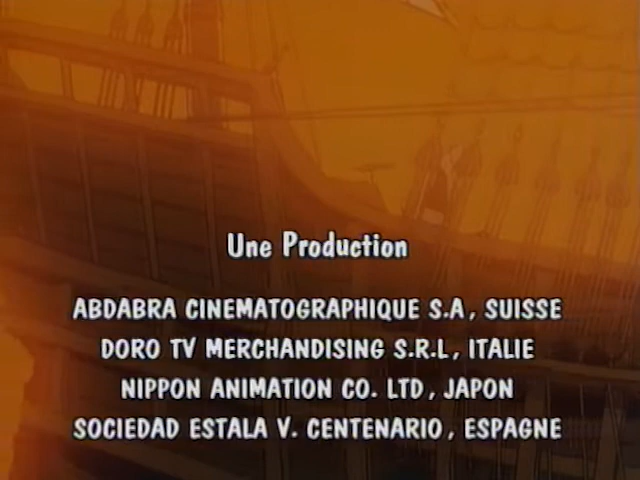 Une Production
ABDABRA CINEMATOGRAPHIQUE S.A, SUISSE
DORO TV MERCHANDISING S.R.L, ITALIE
NIPPON ANIMATION CO. LTD, JAPON
SOCIEDAD ESTALA V. CENTENARIO, ESPAGNE